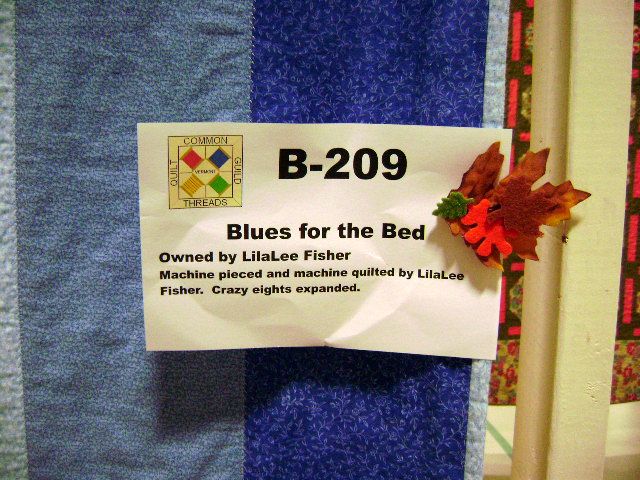 COMMON
QUILT
VERMONT
GUILD
THREADS
B-209
Blues for the Bed
Owned by LilaLee Fisher
Machine pieced and machine quilted by LilaLee
Fisher. Crazy eights expanded.